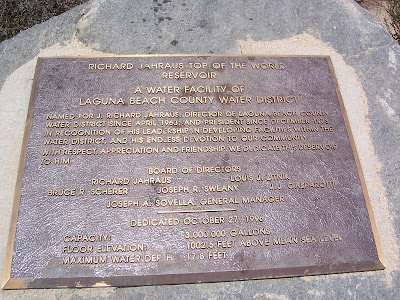 RICHARD JAHRAUS-TOP OF THE WORLD
RESERVOIR
A WATER FACILITY OF
LAGUNA BEACH COUNTY WATER DISTRICT
NAMED FOR J. RICHARD JAHRAUS, DIRECTOR OF LAGUNA BEACH COUNTY
WATER DISTRICT SINCE APRIL 1963, AND PRESIDENT SINCE DECEMBER
IN RECOGNITION OF HIS LEADERSHIP IN DEVELOPING FACILITIES WITHIN THE
WATER DISTRICT, AND HIS ENDLESS DEVOTION TO OUR COMMUNITY.
WITH RESPECT, APPRECIATION AND FRIENDSHIP, WE DEDICATE THIS RESERVOIR
TO HIM.
BOARD OF DIRECTORS
RICHARD JAHRAUS LOUIS J. ZITNIK
BRUCE R. SCHERER JOSEPH R. SWEANY J. J. GASPAROTTI
JOSEPH A. SOVELLA, GENERAL MANAGER
DEDICATED OCTOBER 27, 1996
CAPACITY: 3,000,000 GALLONS
FLOOR ELEVATION: 1002.6 FEET ABOVE MEAN SEA LEVEL
MAXIMUM WATER DEPTH: 17.8 FEET